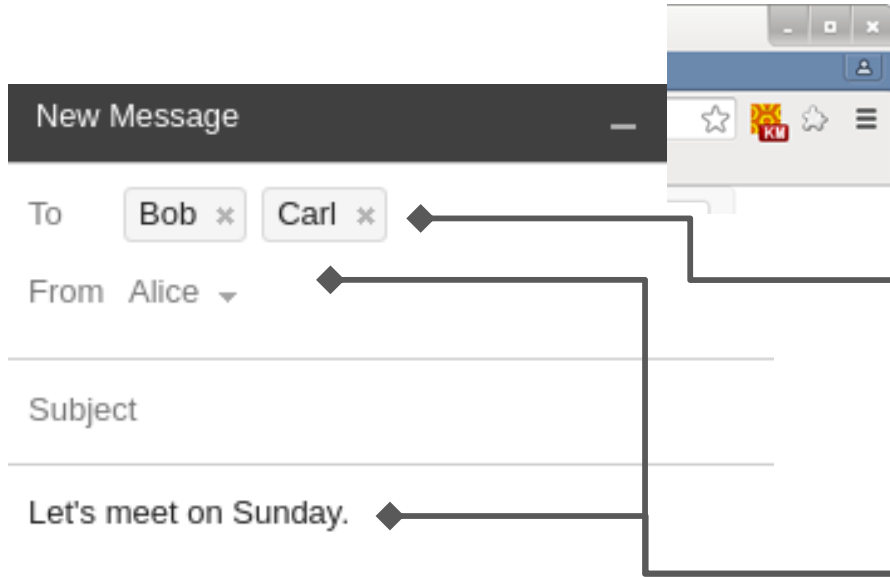 New Message
KM
To Bob × Carl ×
From Alice
Subject
Let's meet on Sunday.